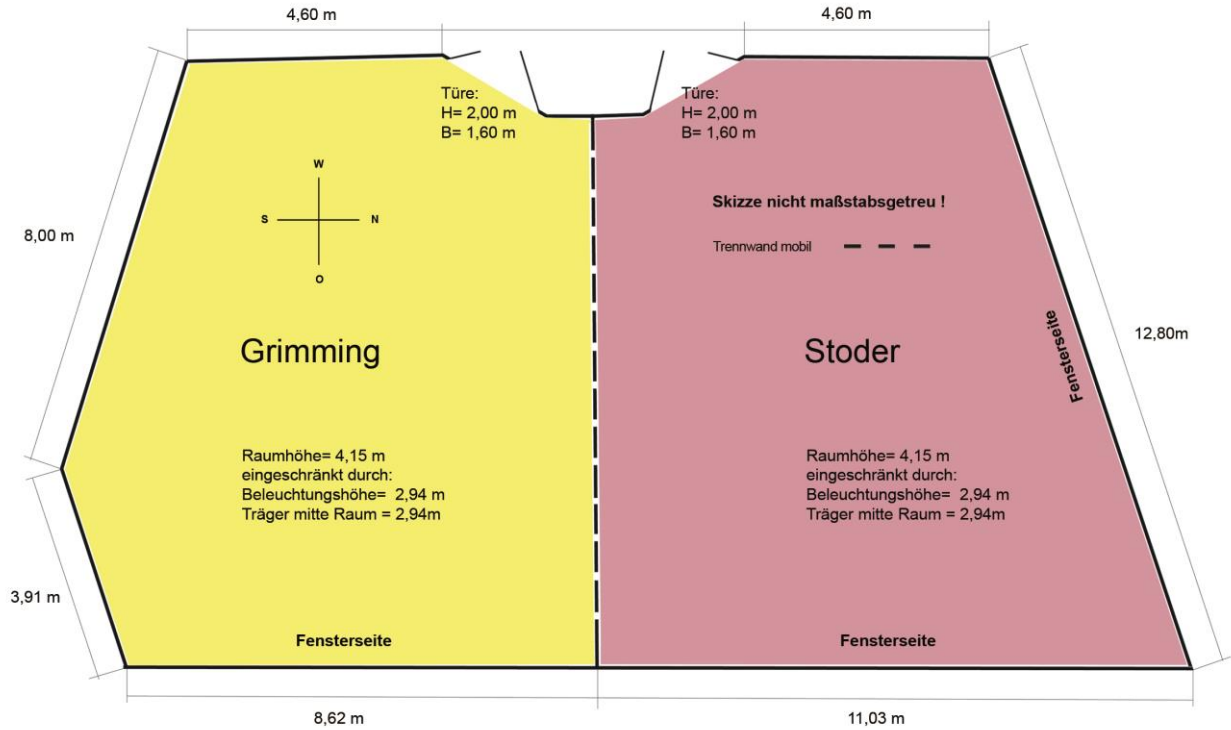 4,60 m
4,60 m
Türe:
H= 2,00 m
B= 1,60 m
Türe:
H= 2,00 m
B= 1,60 m
W
S
N
O
Skizze nicht maßstabsgetreu !
Trennwand mobil
8,00 m
12,80m
Fensterseite
Grimming
Stoder
Raumhöhe= 4,15 m
eingeschränkt durch:
Beleuchtungshöhe=  2,94 m
Träger mitte Raum = 2,94m
Raumhöhe= 4,15 m
eingeschränkt durch:
Beleuchtungshöhe=  2,94 m
Träger mitte Raum = 2,94m
3,91 m
Fensterseite
Fensterseite
8,62 m
11,03 m